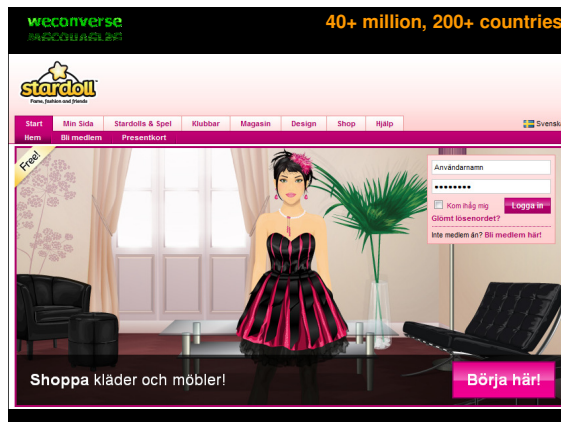 weconverse
40+ million, 200+ countries
stardoll
Fame, fashion and friends
Start Min Sida Stardolls & Spel Klubbar Magasin Design Shop Hjälp Svensk
Hem Bli medlem Presentkort
Free!
Användarnamn
••••••••
Kom ihåg mig Logga in
Glömt lösenordet?
Inte medlem än? Bli medlem här!
Shoppa kläder och möbler! Börja här!